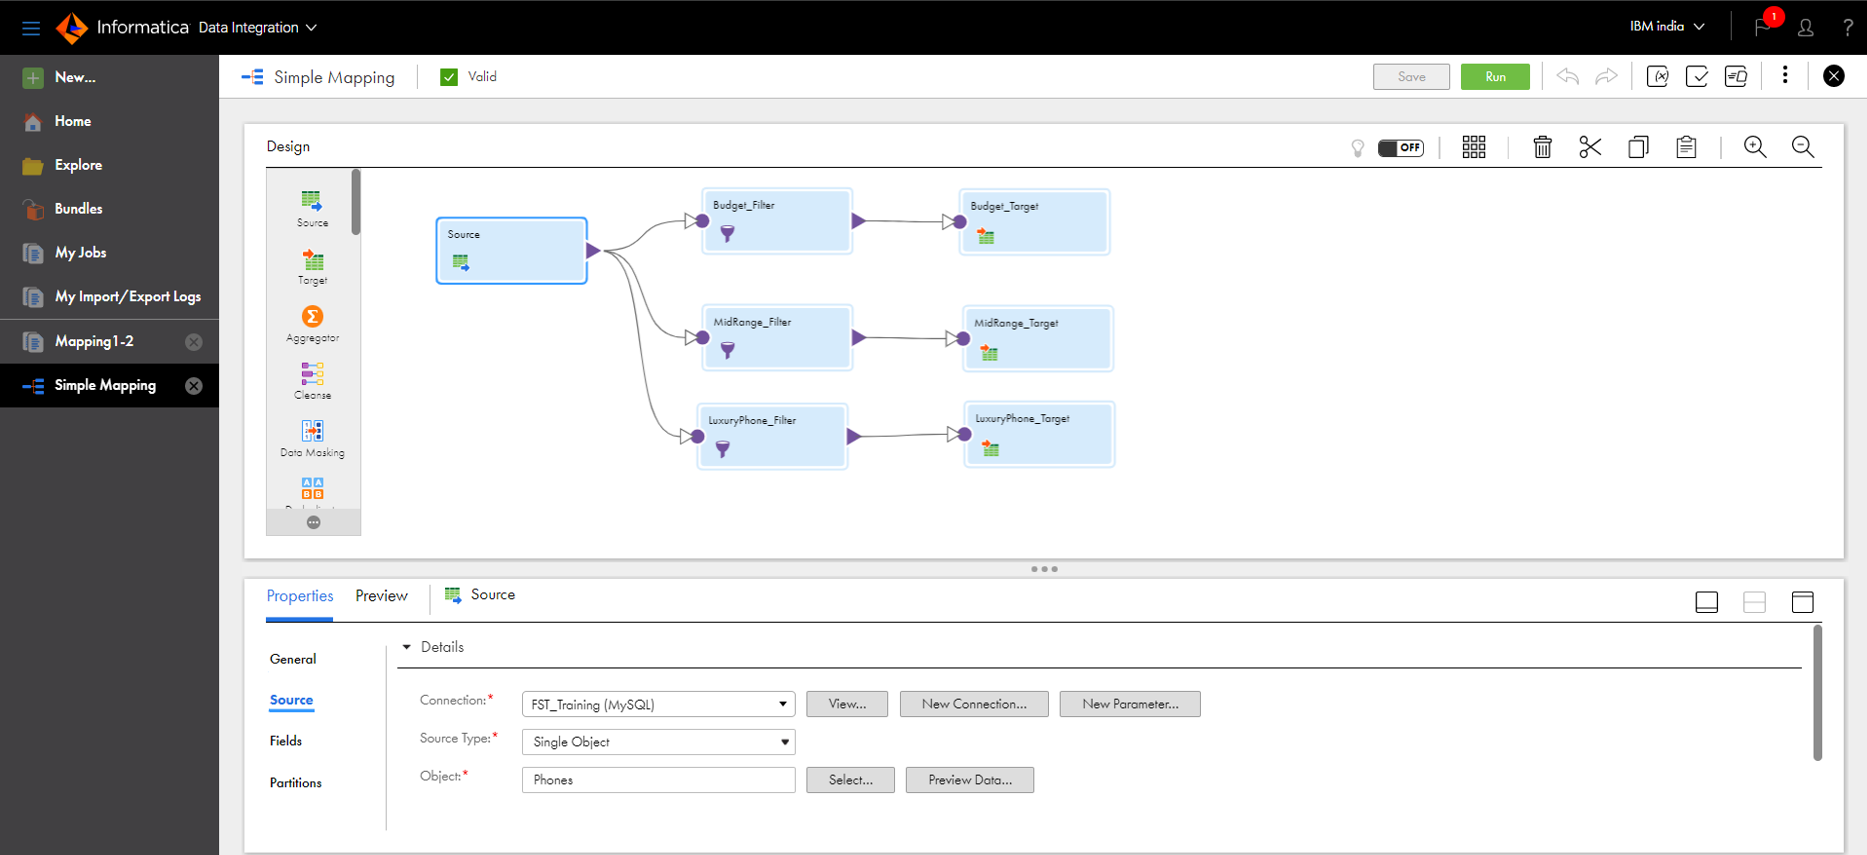 Informatica Data Integration
IBM india
1
?
New...
Home
Explore
Bundles
My Jobs
My Import/Export Logs
Mapping1-2
Simple Mapping
Simple Mapping
Valid
Save
Run
Design
OFF
Source
Target
Aggregator
Cleanse
Data Masking
Source
Budget_Filter
Budget_Target
MidRange_Filter
MidRange_Target
LuxuryPhone_Filter
LuxuryPhone_Target
Properties
Preview
Source
General
Source
Fields
Partitions
Details
Connection:* FST_Training (MySQL) View... New Connection... New Parameter...
Source Type:* Single Object
Object:* Phones Select... Preview Data...